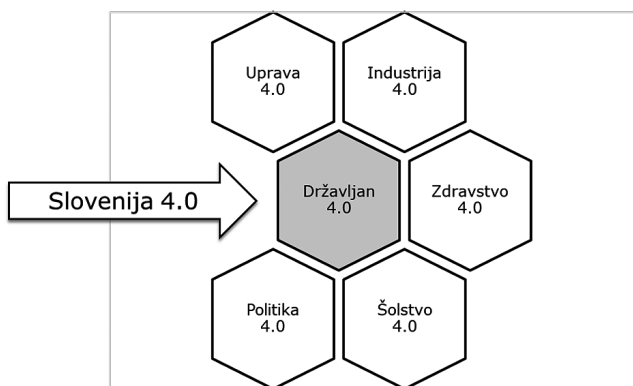 Uprava
4.0
Industrija
4.0
Slovenija 4.0
Državljan
4.0
Zdravstvo
4.0
Politika
4.0
Šolstvo
4.0